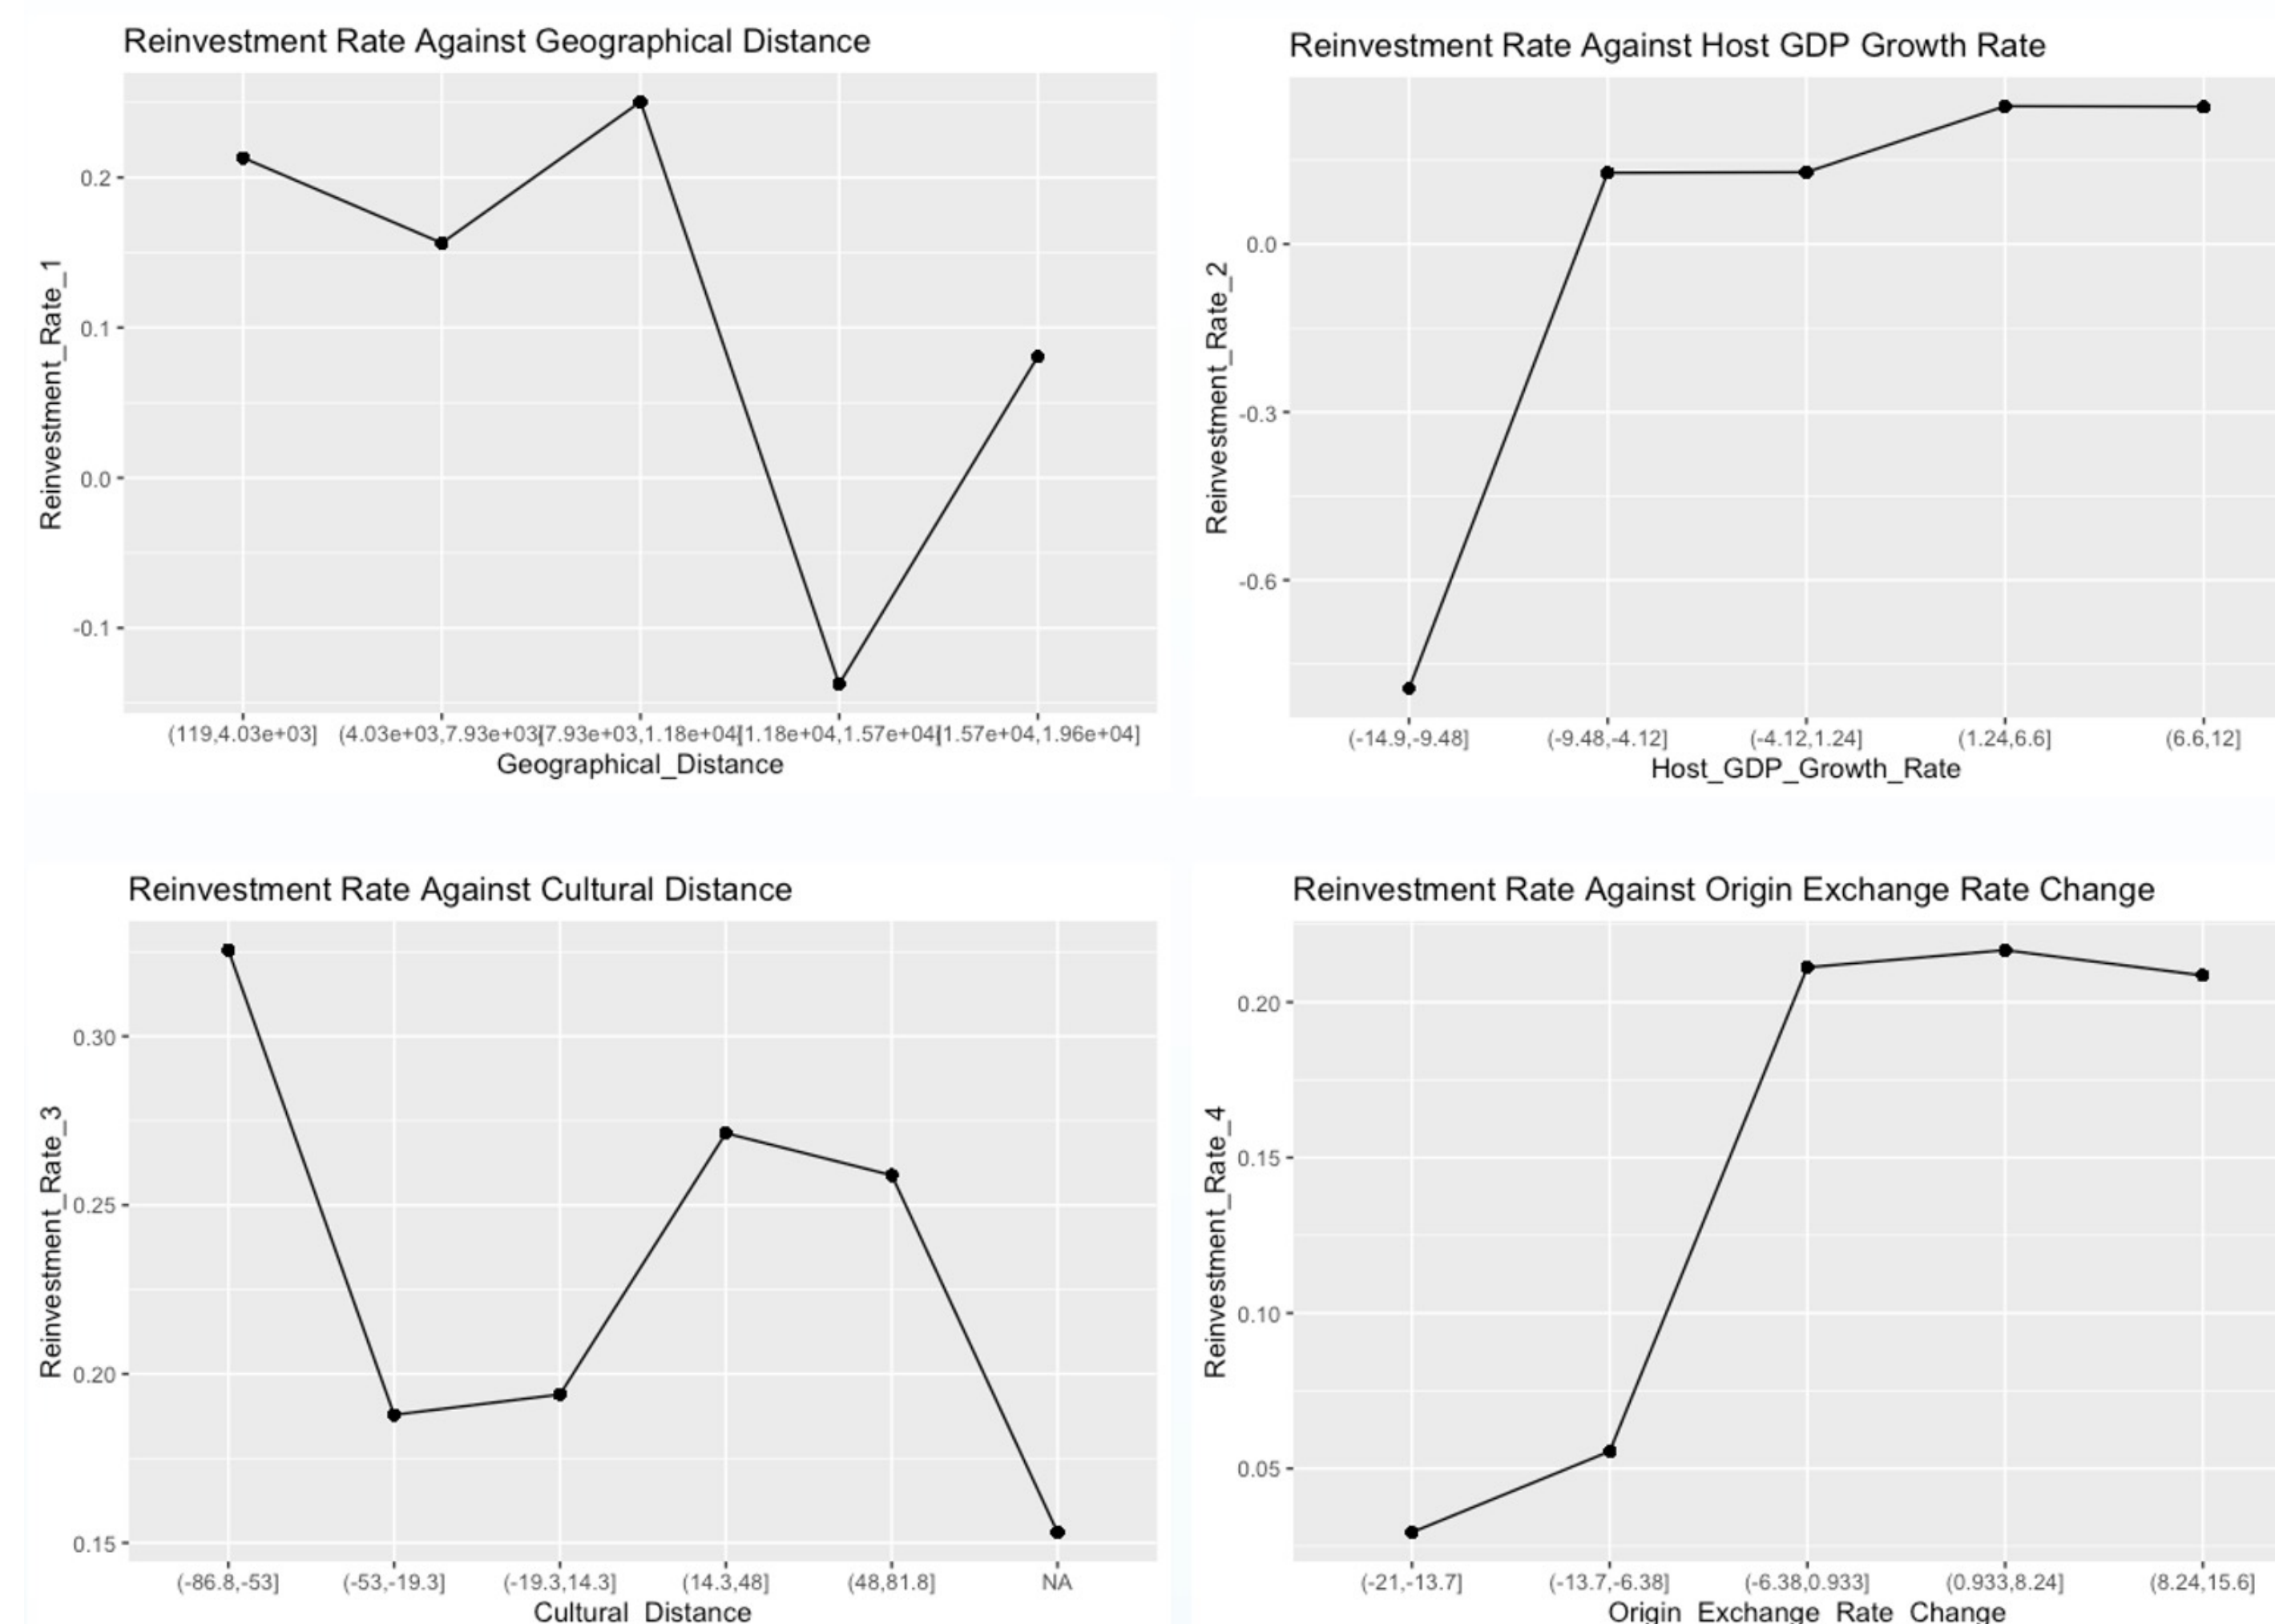 Reinvestment Rate Against Geographical Distance
Reinvestment_Rate_1
0.2
0.1
0.0
-0.1
(119,4.03e+03] (4.03e+03,7.93e+03](7.93e+03,1.18e+04](1.18e+04,1.57e+04](1.57e+04,1.96e+04]
Geographical_Distance
Reinvestment Rate Against Host GDP Growth Rate
Reinvestment_Rate_2
0.0
-0.3
-0.6
(-14.9,-9.48] (-9.48,-4.12] (-4.12,1.24] (1.24,6.6] (6.6,12]
Host_GDP_Growth_Rate
Reinvestment Rate Against Cultural Distance
Reinvestment_Rate_3
0.30
0.25
0.20
0.15
(-86.8,-53] (-53,-19.3] (-19.3,14.3] (14.3,48] (48,81.8] NA
Cultural_Distance
Reinvestment Rate Against Origin Exchange Rate Change
Reinvestment_Rate_4
0.20
0.15
0.10
0.05
(-21,-13.7] (-13.7,-6.38] (-6.38,0.933] (0.933,8.24] (8.24,15.6]
Origin_Exchange_Rate_Change